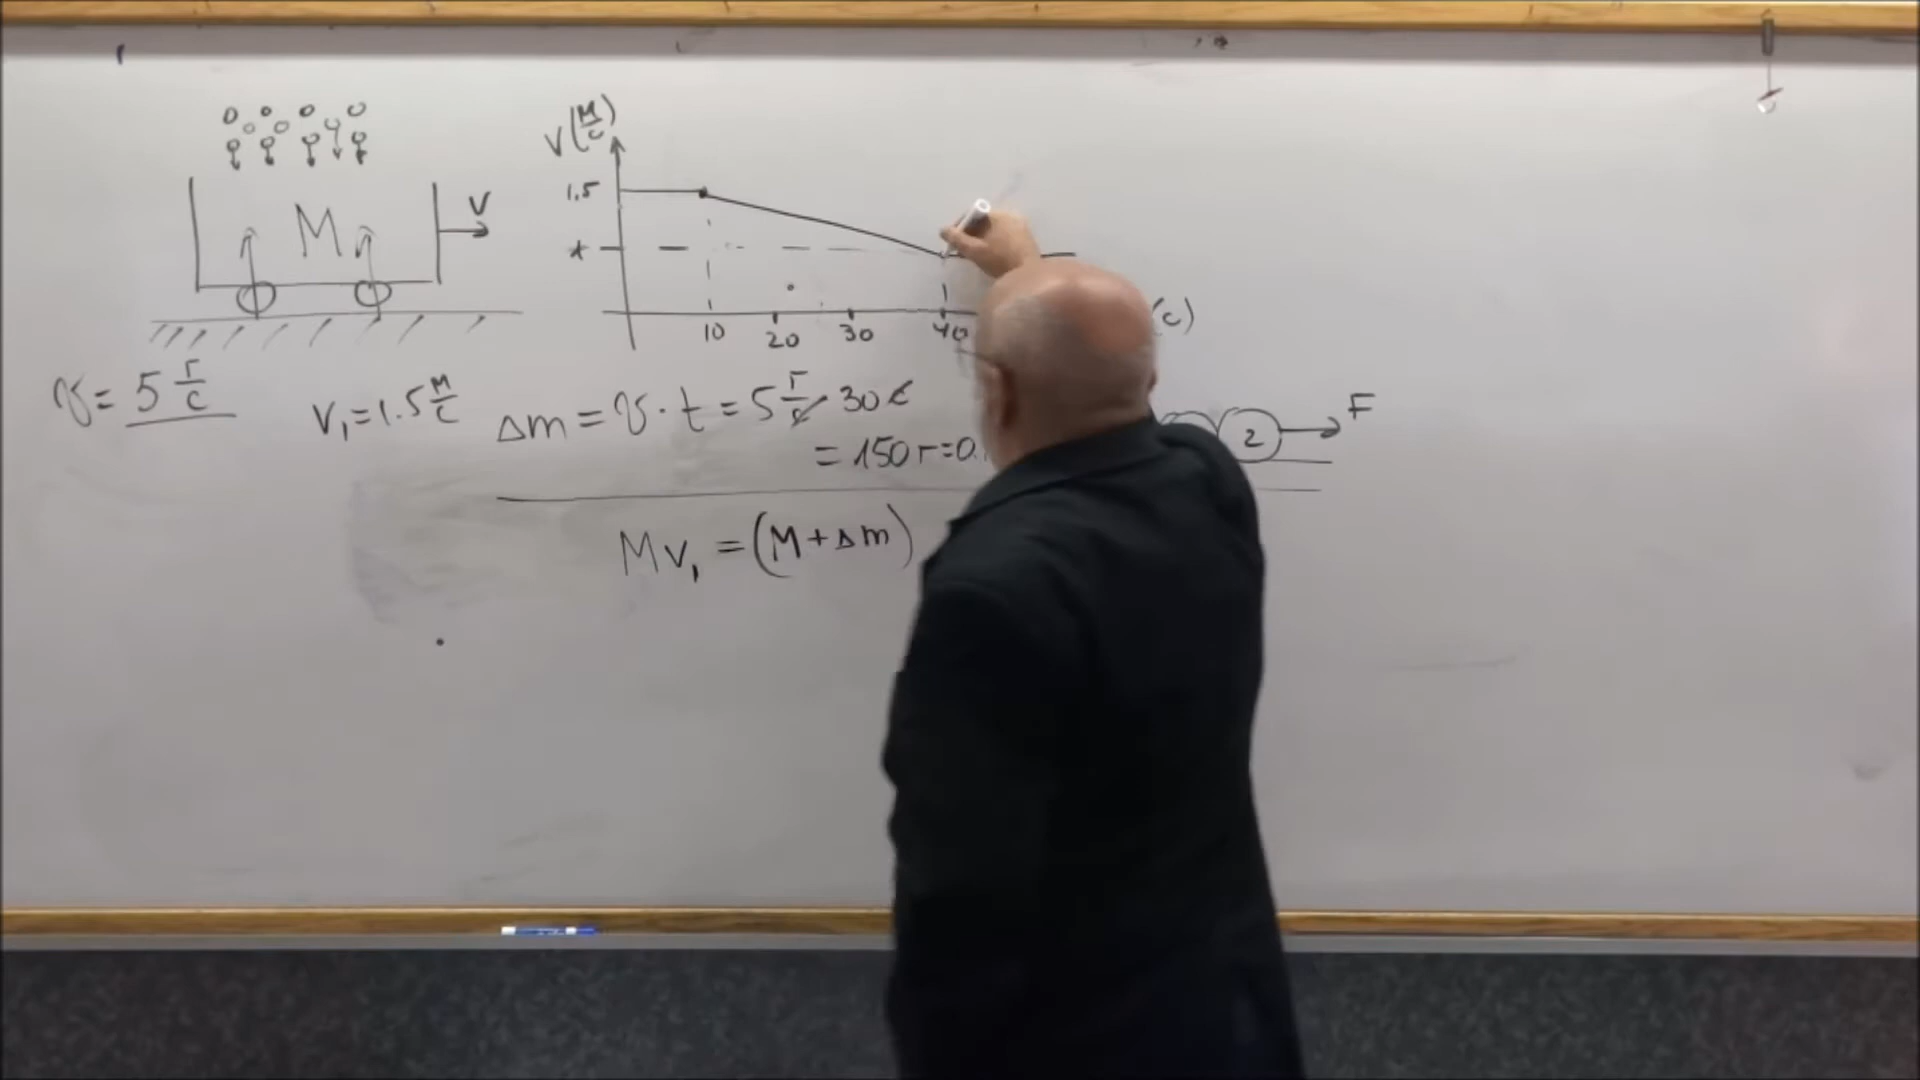 M
V
V(м/с)
1.5
10 20 30 40
(с)
𝒱 = 5 г/с
V₁=1.5 м/с
Δm = 𝒱 · t = 5 г/с · 30 с
= 150 г = 0.
2
F
MV₁ = (M + Δm)